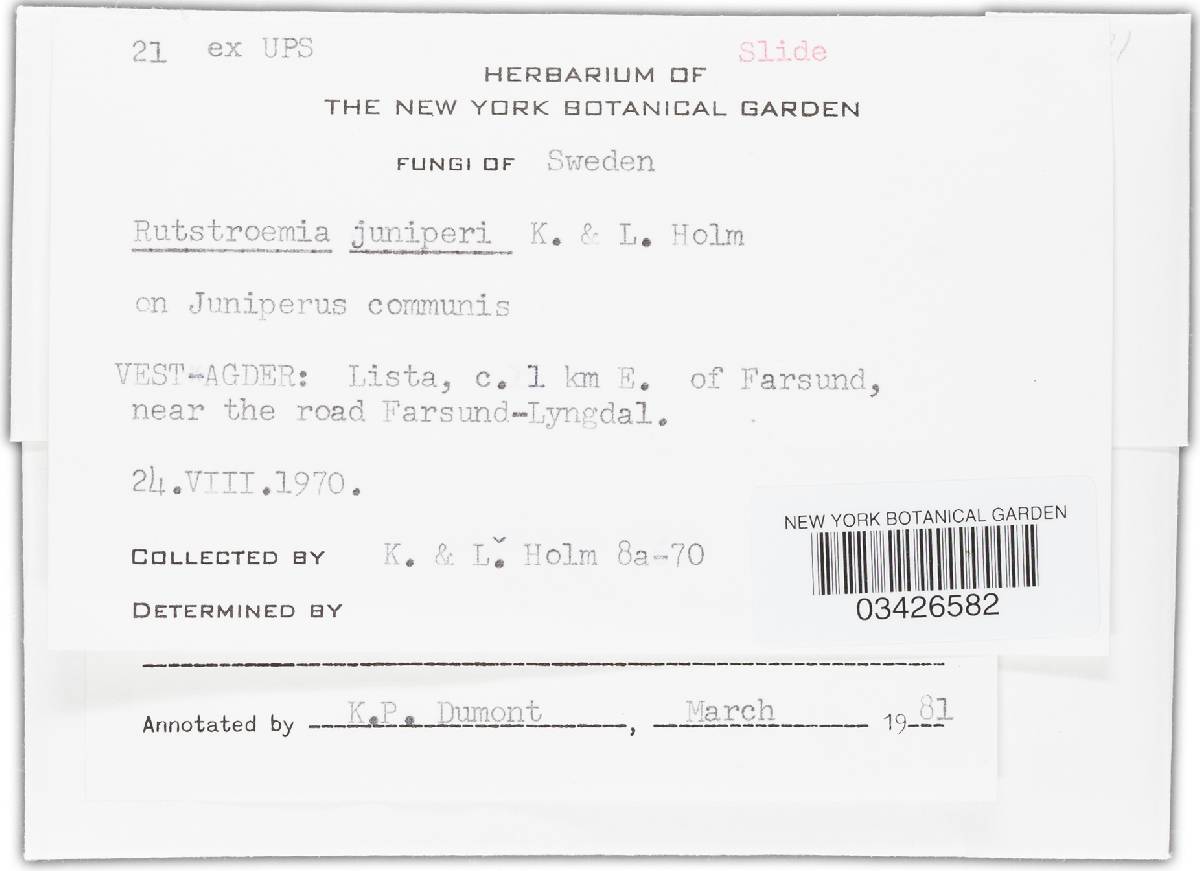 21 ex UPS Slide
HERBARIUM OF
THE NEW YORK BOTANICAL GARDEN
FUNGI OF Sweden
Rutstroemia juniperi K. & L. Holm
on Juniperus communis
VEST-AGDER: Lista, c. 1 km E. of Farsund,
near the road Farsund-Lyngdal.
24.VIII.1970.
COLLECTED BY K. & L. Holm 8a-70
DETERMINED BY
NEW YORK BOTANICAL GARDEN
03426582
Annotated by K.P. Dumont, March 1981